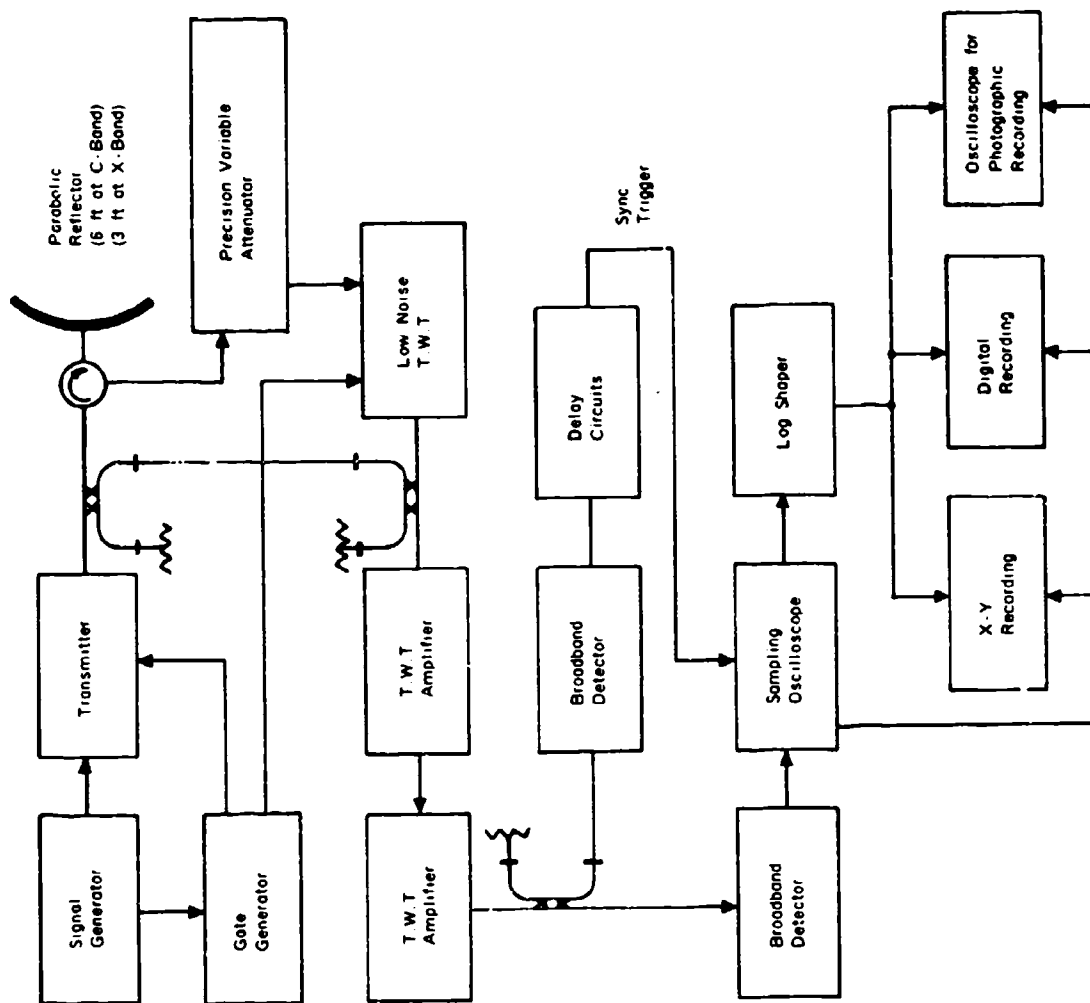 Signal
Generator
Transmitter
Parabolic
Reflector
(6 ft at C-Band)
(3 ft at X-Band)
Gate
Generator
Precision Variable
Attenuator
Low Noise
T.W.T
T.W.T
Amplifier
T.W.T
Amplifier
Broadband
Detector
Delay
Circuits
Sync
Trigger
Broadband
Detector
Sampling
Oscilloscope
Log Shaper
X-Y
Recording
Digital
Recording
Oscilloscope for
Photographic
Recording